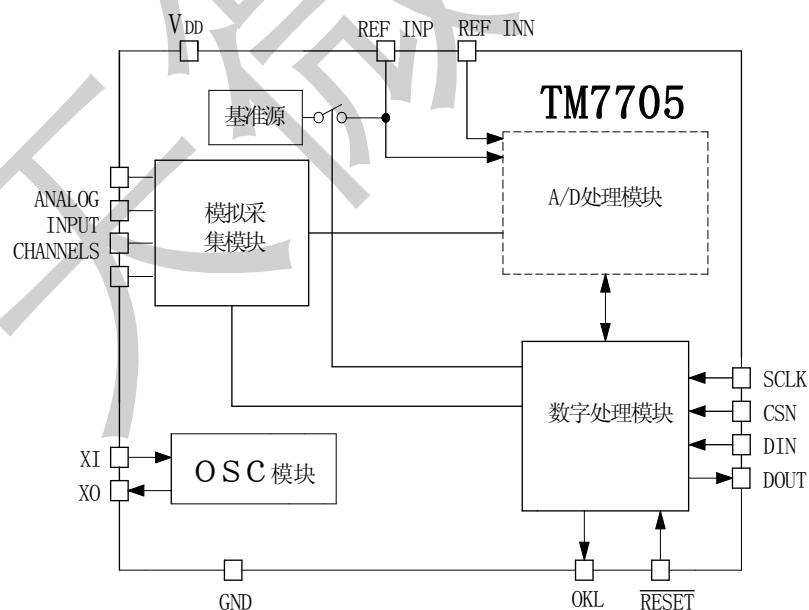 VDD
REF INP
REF INN
TM7705
基准源
A/D处理模块
ANALOG
INPUT
CHANNELS
模拟采
集模块
数字处理模块
SCLK
CSN
DIN
DOUT
XI
XO
OSC模块
GND
OKL
RESET